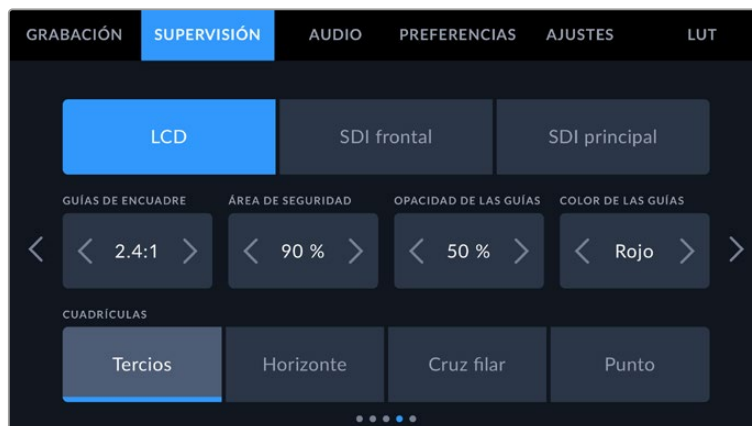 GRABACIÓN SUPERVISIÓN AUDIO PREFERENCIAS AJUSTES LUT
LCD SDI frontal SDI principal
GUÍAS DE ENCUADRE ÁREA DE SEGURIDAD OPACIDAD DE LAS GUÍAS COLOR DE LAS GUÍAS
2.4:1 90 % 50 % Rojo
CUADRÍCULAS
Tercios Horizonte Cruz filar Punto